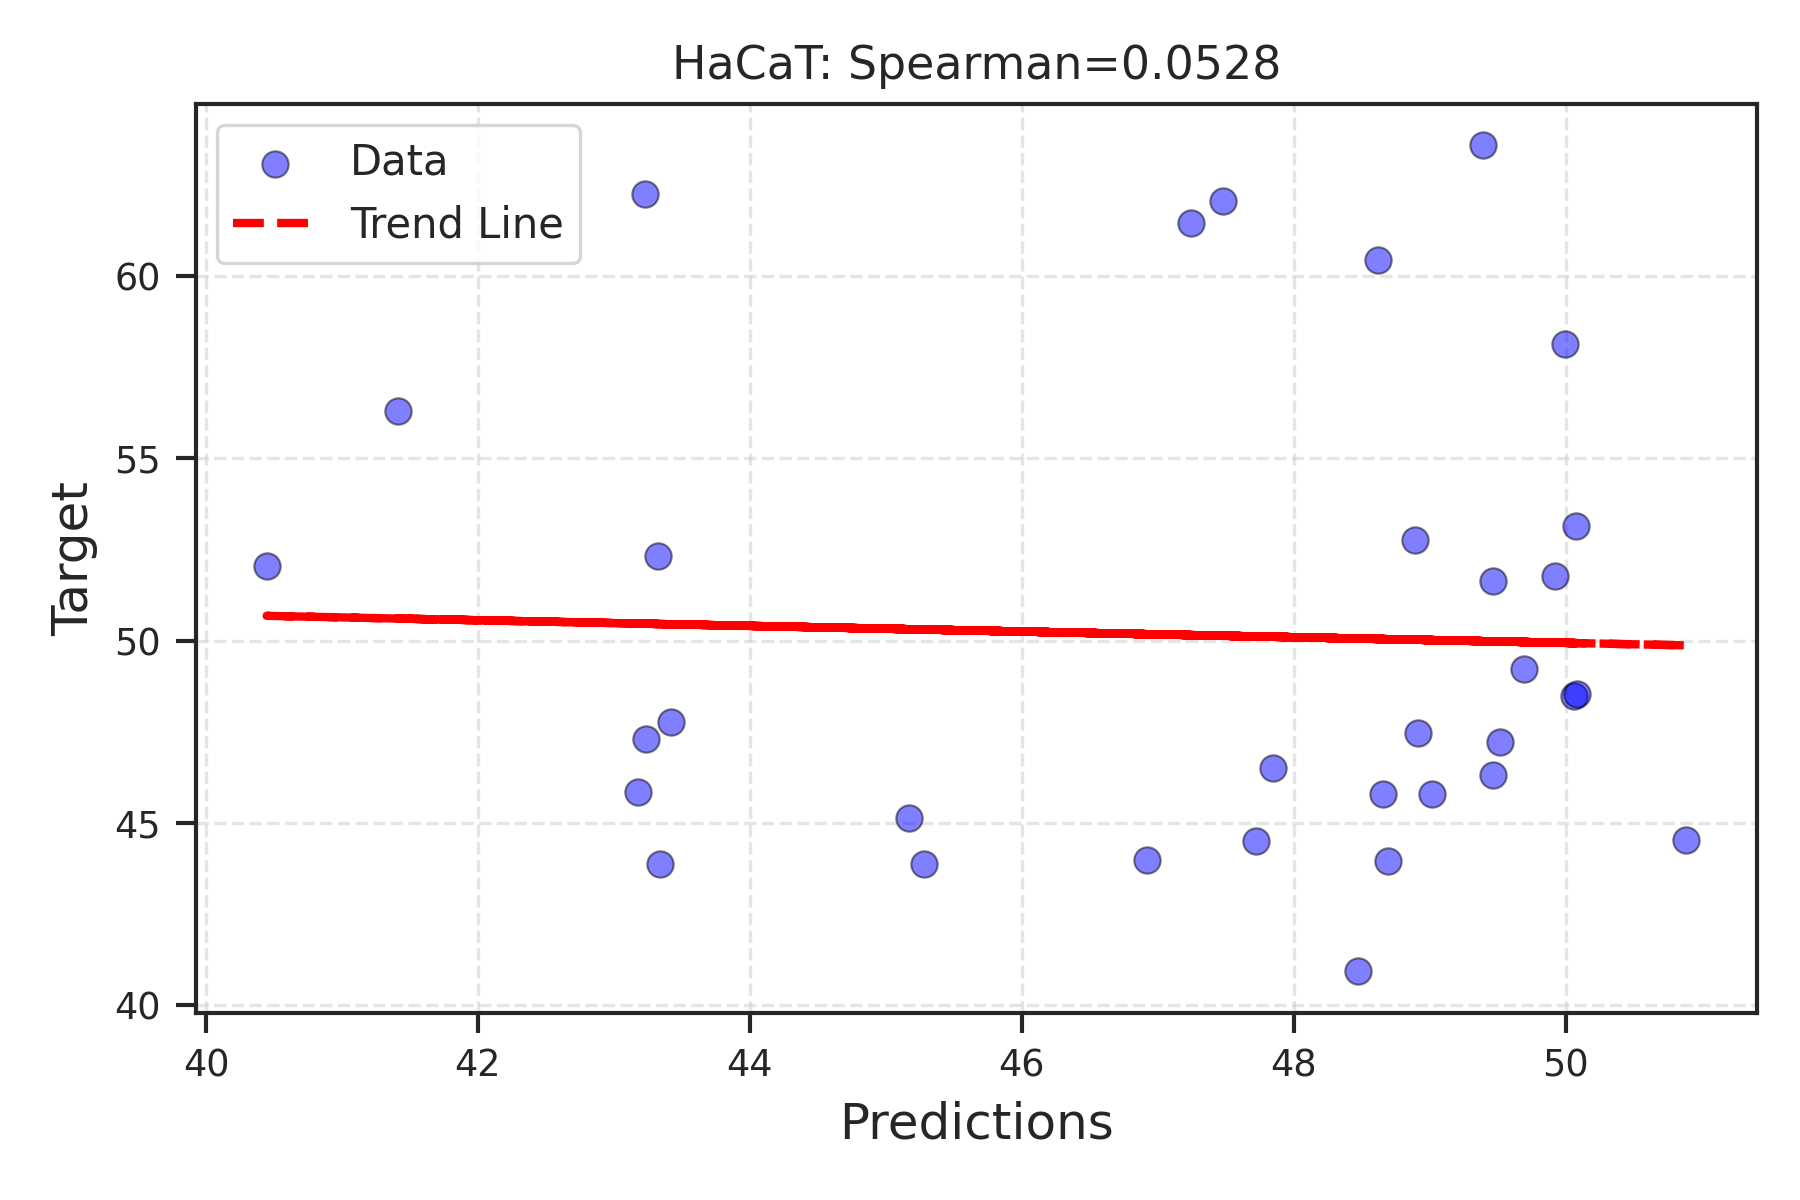 HaCaT: Spearman=0.0528
Data
Trend Line
60
55
50
45
40
Target
40 42 44 46 48 50
Predictions